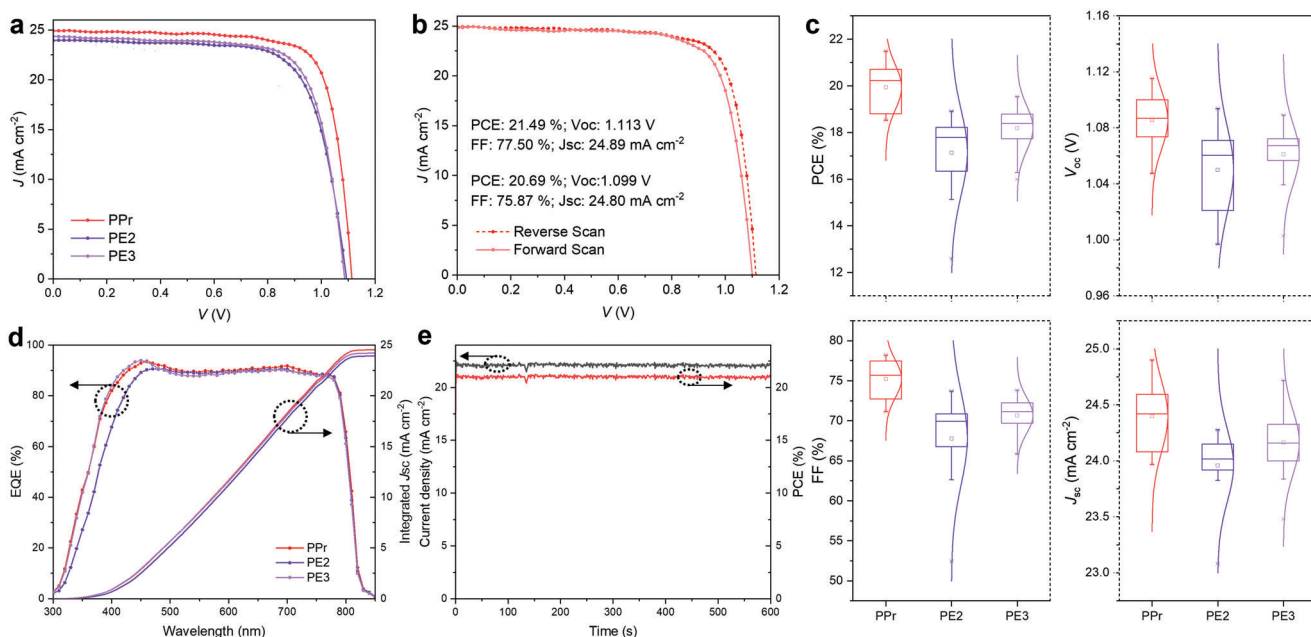 a
25
20
15
10
5
0
J (mA cm⁻²)
PPr
PE2
PE3
0.0 0.2 0.4 0.6 0.8 1.0 1.2
V (V)
b
25
20
15
10
5
0
J (mA cm⁻²)
PCE: 21.49 %; Voc: 1.113 V
FF: 77.50 %; Jsc: 24.89 mA cm⁻²
PCE: 20.69 %; Voc:1.099 V
FF: 75.87 %; Jsc: 24.80 mA cm⁻²
Reverse Scan
Forward Scan
0.0 0.2 0.4 0.6 0.8 1.0 1.2
V (V)
c
22
21
20
19
18
17
16
15
14
13
12
11
PCE (%)
1.16
1.12
1.08
1.04
1.00
0.96
Voc (V)
80
75
70
65
60
55
50
FF (%)
PPr PE2 PE3
25.0
24.5
24.0
23.5
23.0
Jsc (mA cm⁻²)
PPr PE2 PE3
d
100
80
60
40
20
0
EQE (%)
PPr
PE2
PE3
25
20
15
10
5
0
Integrated Jsc (mA cm⁻²)
300 400 500 600 700 800
Wavelength (nm)
e
20
15
10
5
0
Current density (mA cm⁻²)
20
15
10
5
0
PCE (%)
0 100 200 300 400 500 600
Time (s)